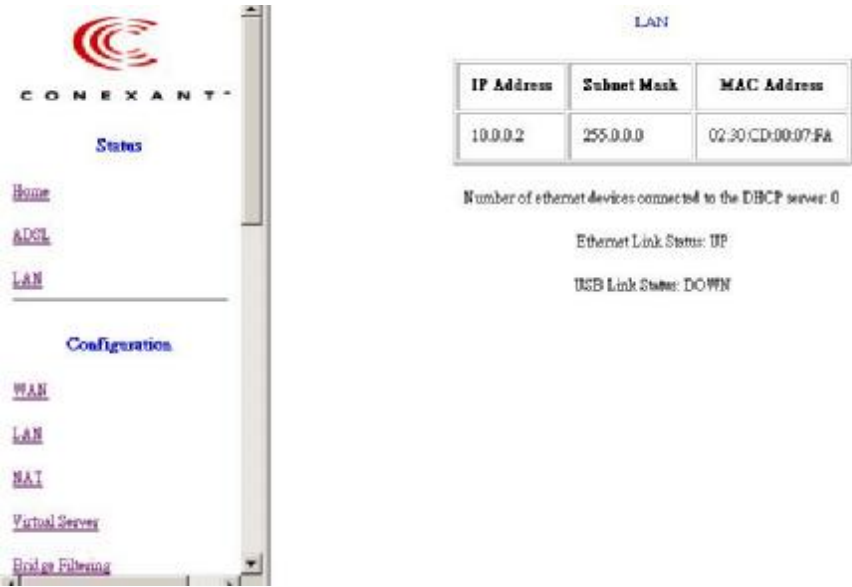 CONEXANT™
Status
Home
ADSL
LAN
Configuration
WAN
LAN
NAT
Virtual Server
Bridge Filtering
LAN
IP Address Subnet Mask MAC Address
10.0.0.2 255.0.0.0 02:30:CD:00:07:FA
Number of ethernet devices connected to the DHCP server: 0
Ethernet Link Status: UP
USB Link Status: DOWN